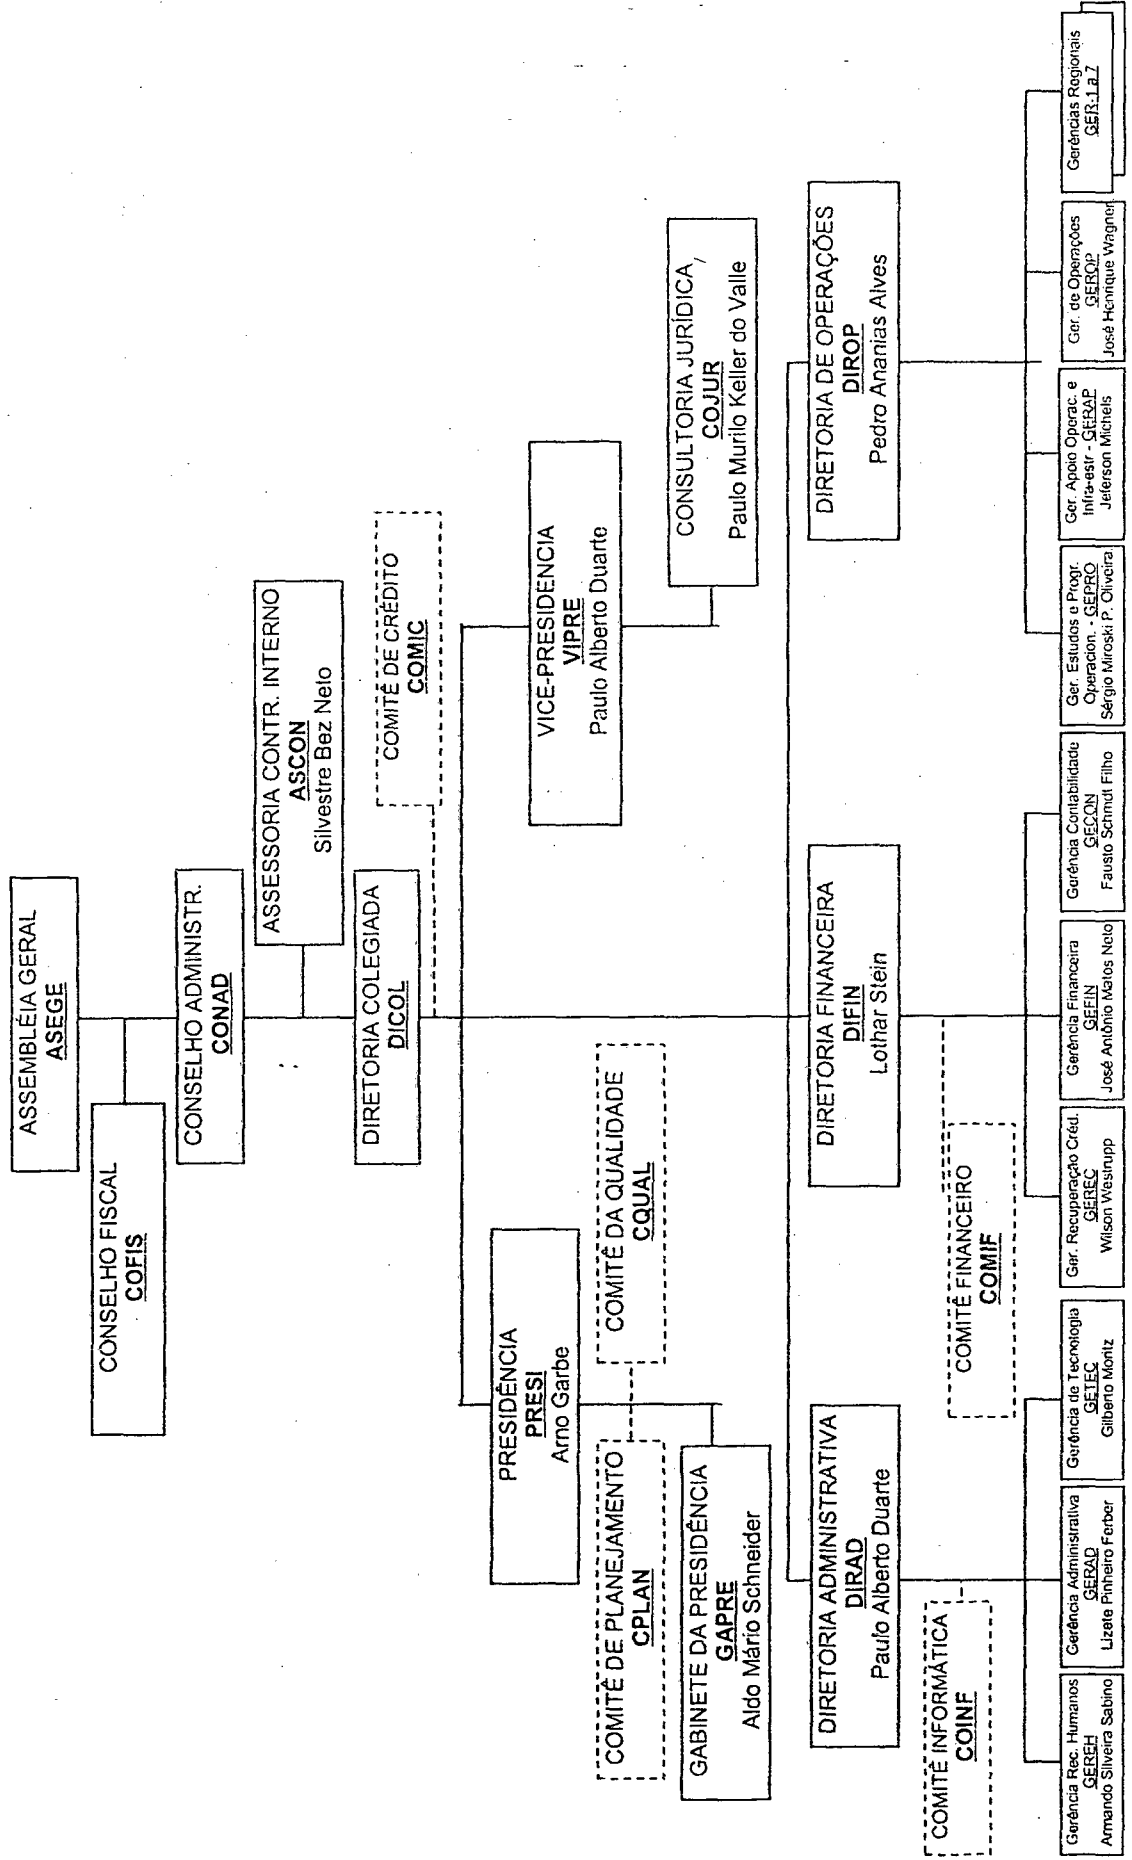 ASSEMBLÉIA GERAL
ASEGE
CONSELHO FISCAL
COFIS
CONSELHO ADMINISTR.
CONAD
ASSESSORIA CONTR. INTERNO
ASCON
Silvestre Bez Neto
DIRETORIA COLEGIADA
DICOL
COMITÊ DE CRÉDITO
COMIC
PRESIDÊNCIA
PRESI
Arno Garbe
VICE-PRESIDENCIA
VIPRE
Paulo Alberto Duarte
COMITÊ DE PLANEJAMENTO
CPLAN
COMITÊ DA QUALIDADE
CQUAL
GABINETE DA PRESIDÊNCIA
GAPRE
Aldo Mário Schneider
CONSULTORIA JURÍDICA
COJUR
Paulo Murilo Keller do Valle
DIRETORIA ADMINISTRATIVA
DIRAD
Paulo Alberto Duarte
DIRETORIA FINANCEIRA
DIFIN
Lothar Stein
DIRETORIA DE OPERAÇÕES
DIROP
Pedro Ananias Alves
COMITÊ INFORMÁTICA
COINF
COMITÊ FINANCEIRO
COMIF
Gerência Rec. Humanos
GEREH
Armando Silveira Sabino
Gerência Administrativa
GERAD
Lizete Pinheiro Ferber
Gerência de Tecnologia
GETEC
Gilberto Moritz
Ger. Recuperação Créd.
GEREC
Wilson Westrupp
Gerência Financeira
GEFIN
José Antônio Matos Neto
Gerência Contabilidade
GECON
Fausto Schmdt Filho
Ger. Estudos e Progr.
Operacion. - GEPRO
Sérgio Miroski P. Oliveira
Ger. Apoio Operac. e
Infra-estr - GERAP
Jeferson Michels
Ger. de Operações
GEROP
José Henrique Wagner
Gerências Regionais
GER-1 a 7